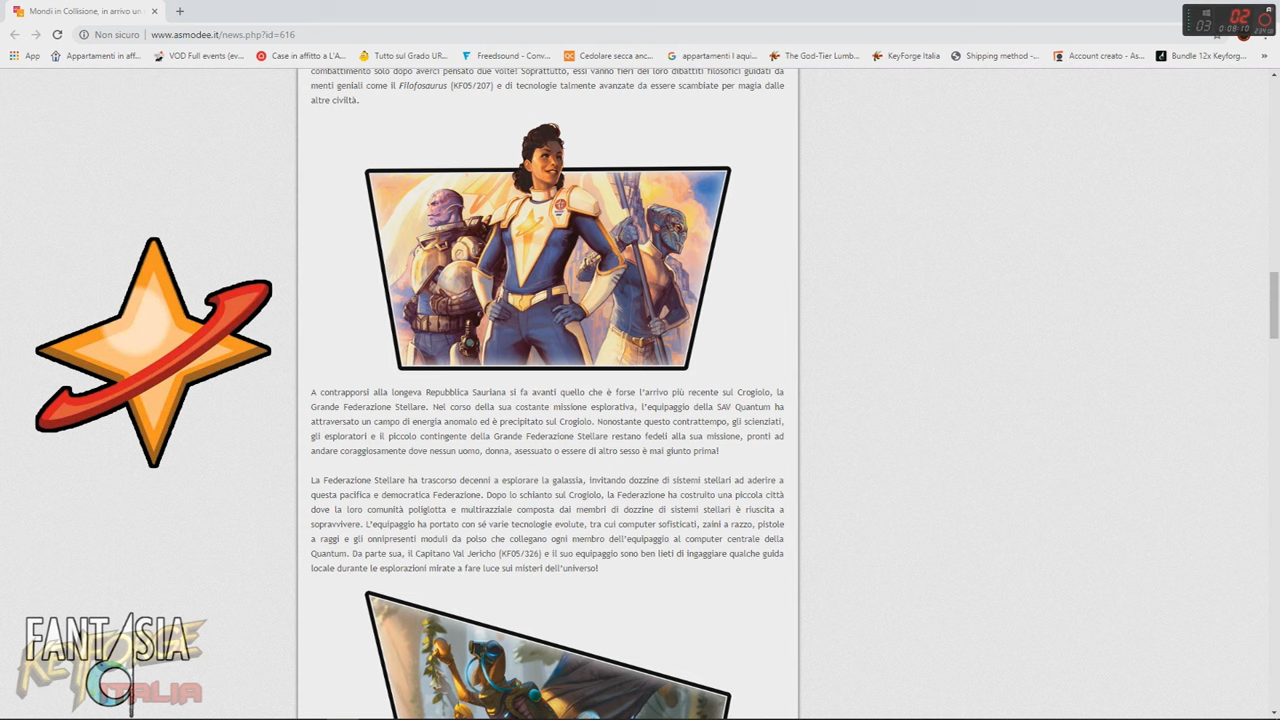 Mondi in Collisione, in arrivo un
Non sicuro
www.asmodee.it/news.php?id=616
App
Appartamenti in aff...
VOD Full events (ev...
Case in affitto a L'A...
Tutto sul Grado UR...
Feedsound - Conv...
Cedolare secca anc...
appartamenti l aqui...
The God-Tier Lumb...
KeyForge Italia
Shipping method -...
Account crato - As...
Bundle 12x Keyforg...
03
02
0:08:10
combattimento solo dopo averci pensato due volte! Soprattutto, essi vanno fieri dei loro dibattiti filosofici guidati da
menti geniali come il Filofosaurus (KF05/207) e di tecnologie talmente avanzate da essere scambiate per magia dalle
altre civiltà.
A contrapporsi alla longeva Repubblica Sauriana si fa avanti quello che è forse l'arrivo più recente sul Crogiolo, la
Grande Federazione Stellare. Nel corso della sua costante missione esplorativa, l'equipaggio della SAV Quantum ha
attraversato un campo di energia anomalo ed è precipitato sul Crogiolo. Nonostante questo contrattempo, gli scienziati,
gli esploratori e il piccolo contingente della Grande Federazione Stellare restano fedeli alla sua missione, pronti ad
andare coraggiosamente dove nessun uomo, donna, asessuato o essere di altro sesso è mai giunto prima!
La Federazione Stellare ha trascorso decenni a esplorare la galassia, invitando dozzine di sistemi stellari ad aderire a
questa pacifica e democratica Federazione. Dopo lo schianto sul Crogiolo, la Federazione ha costruito una piccola città
dove la loro comunità poliglotta e multirazziale composta dai membri di dozzine di sistemi stellari è riuscita a
sopravvivere. L'equipaggio ha portato con sé varie tecnologie evolute, tra cui computer sofisticati, zaini a razzo, pistole
a raggi e gli onnipresenti moduli da polso che collegano ogni membro dell'equipaggio al computer centrale della
Quantum. Da parte sua, il Capitano Val Jericho (KF05/326) e il suo equipaggio sono ben lieti di ingaggiare qualche guida
locale durante le esplorazioni mirate a fare luce sui misteri dell'universo!
FANTASIA
KEYFORGE
ITALIA